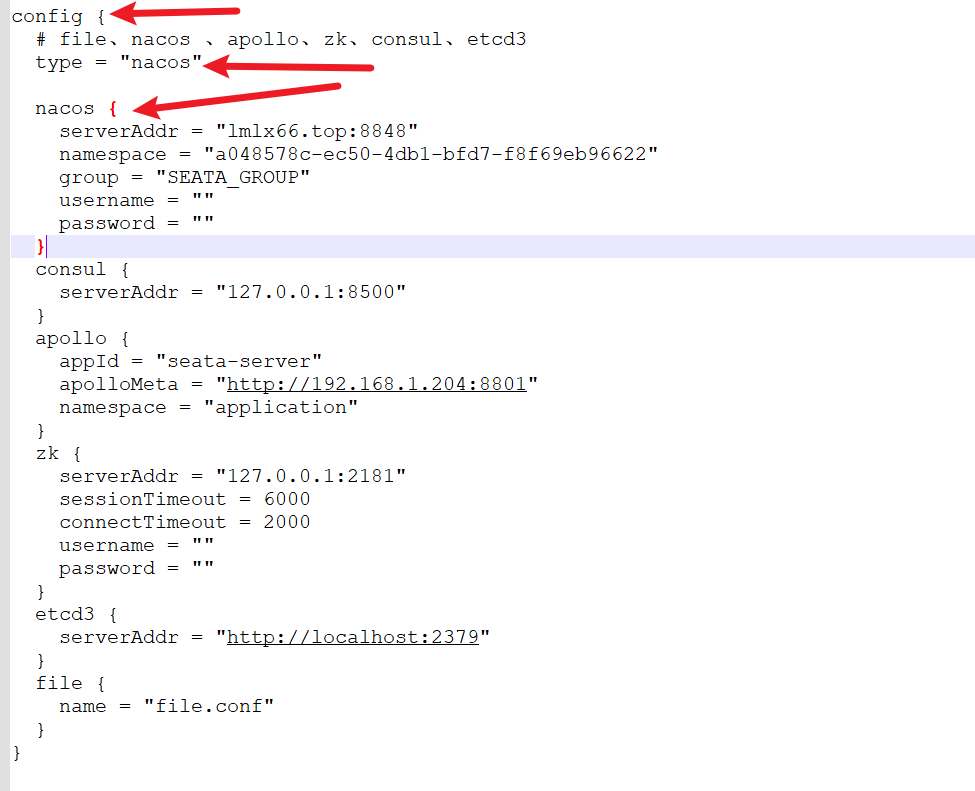 config {
  # file、nacos 、apollo、zk、consul、etcd3
  type = "nacos"
  nacos {
    serverAddr = "lmlx66.top:8848"
    namespace = "a048578c-ec50-4db1-bfd7-f8f69eb96622"
    group = "SEATA_GROUP"
    username = ""
    password = ""
  }
  consul {
    serverAddr = "127.0.0.1:8500"
  }
  apollo {
    appId = "seata-server"
    apolloMeta = "http://192.168.1.204:8801"
    namespace = "application"
  }
  zk {
    serverAddr = "127.0.0.1:2181"
    sessionTimeout = 6000
    connectTimeout = 2000
    username = ""
    password = ""
  }
  etcd3 {
    serverAddr = "http://localhost:2379"
  }
  file {
    name = "file.conf"
  }
}